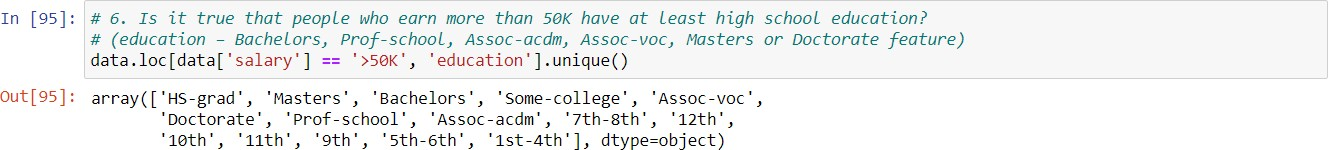 In [95]: # 6. Is it true that people who earn more than 50K have at least high school education?
# (education – Bachelors, Prof-school, Assoc-acdm, Assoc-voc, Masters or Doctorate feature)
data.loc[data['salary'] == '>50K', 'education'].unique()
Out[95]: array(['HS-grad', 'Masters', 'Bachelors', 'Some-college', 'Assoc-voc',
'Doctorate', 'Prof-school', 'Assoc-acdm', '7th-8th', '12th',
'10th', '11th', '9th', '5th-6th', '1st-4th'], dtype=object)